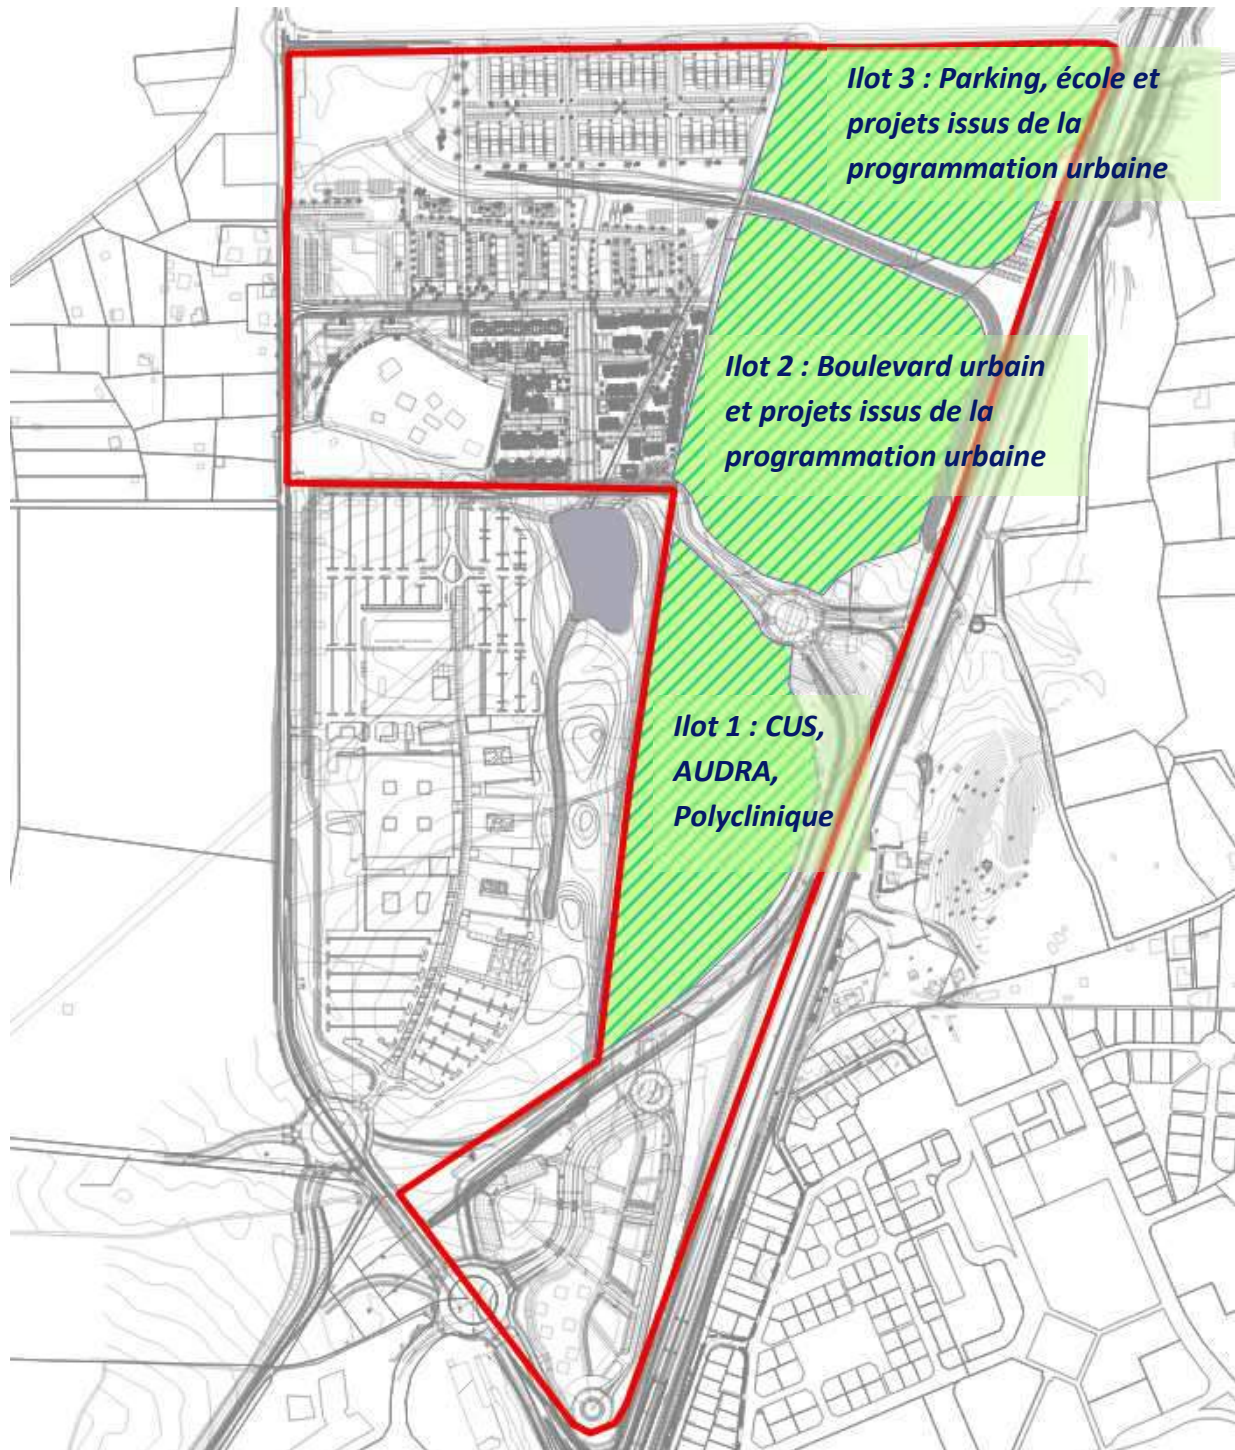 Ilot 3 : Parking, école et
projets issus de la
programmation urbaine
Ilot 2 : Boulevard urbain
et projets issus de la
programmation urbaine
Ilot 1 : CUS,
AUDRA,
Polyclinique